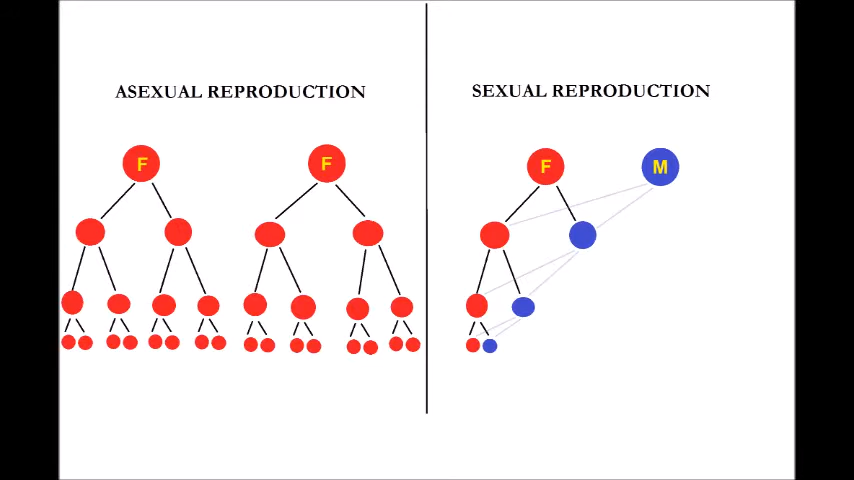 ASEXUAL REPRODUCTION
F F
SEXUAL REPRODUCTION
F M